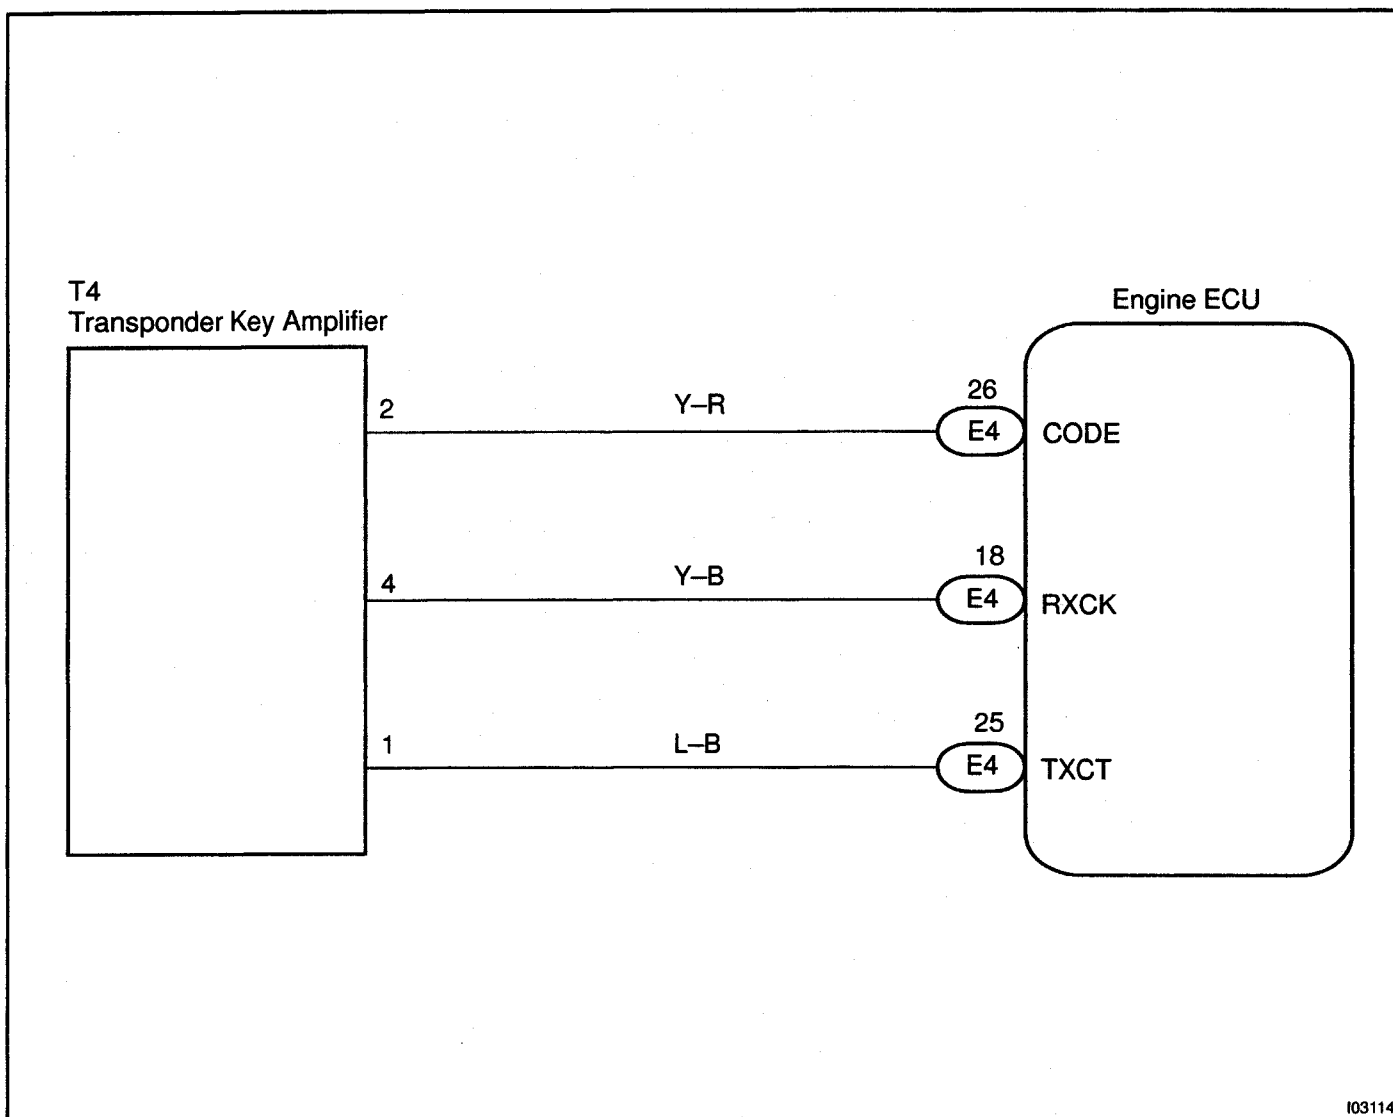 T4
Transponder Key Amplifier
Engine ECU
2
Y–R
26
E4
CODE
4
Y–B
18
E4
RXCK
1
L–B
25
E4
TXCT
I03114